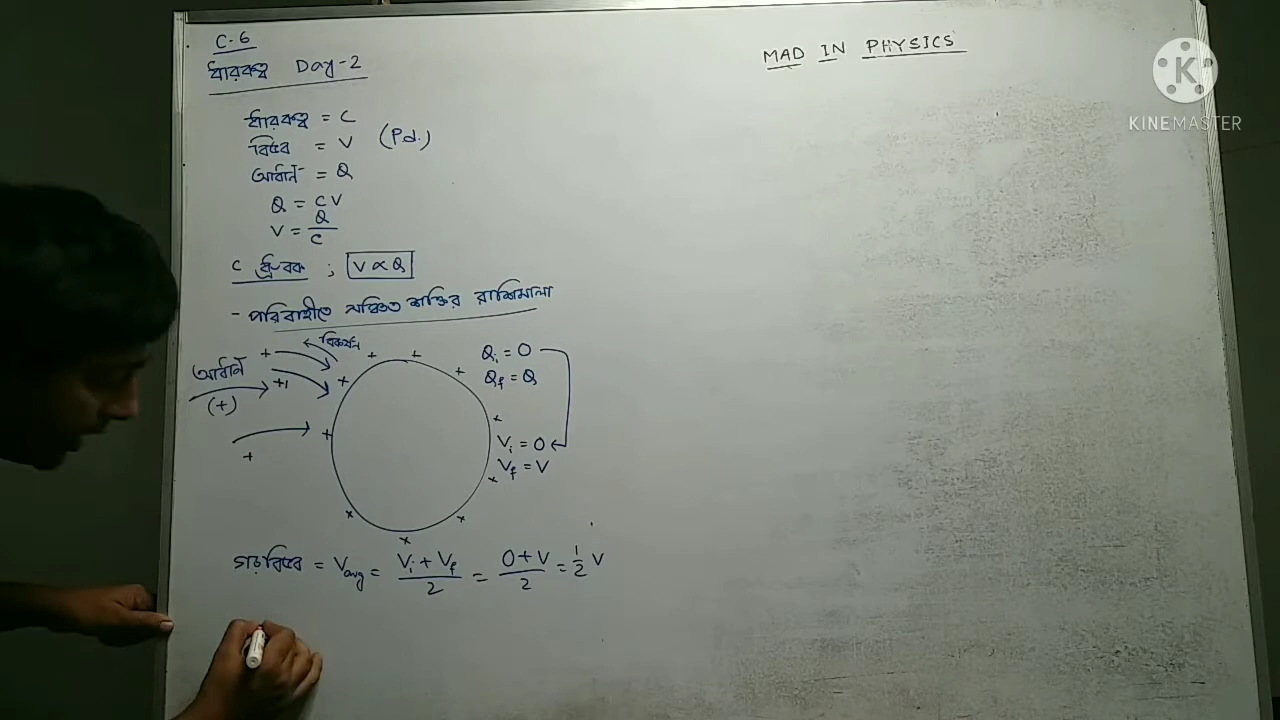 C-6
ধারকত্ব Day-2
MAD IN PHYSICS
KINEMASTER
ধারকত্ব = C
বিভব = V (Pd.)
আধান = Q
Q = CV
V = Q/C
C ধ্রুবক ; V ∝ Q
- পরিবাহীতে সঞ্চিত শক্তির রাশিমালা
বিকর্ষণ
আধান
(+)
Qi = 0
Qf = Q
Vi = 0
Vf = V
গড় বিভব = Vavg = (Vi + Vf)/2 = (0 + V)/2 = 1/2 V